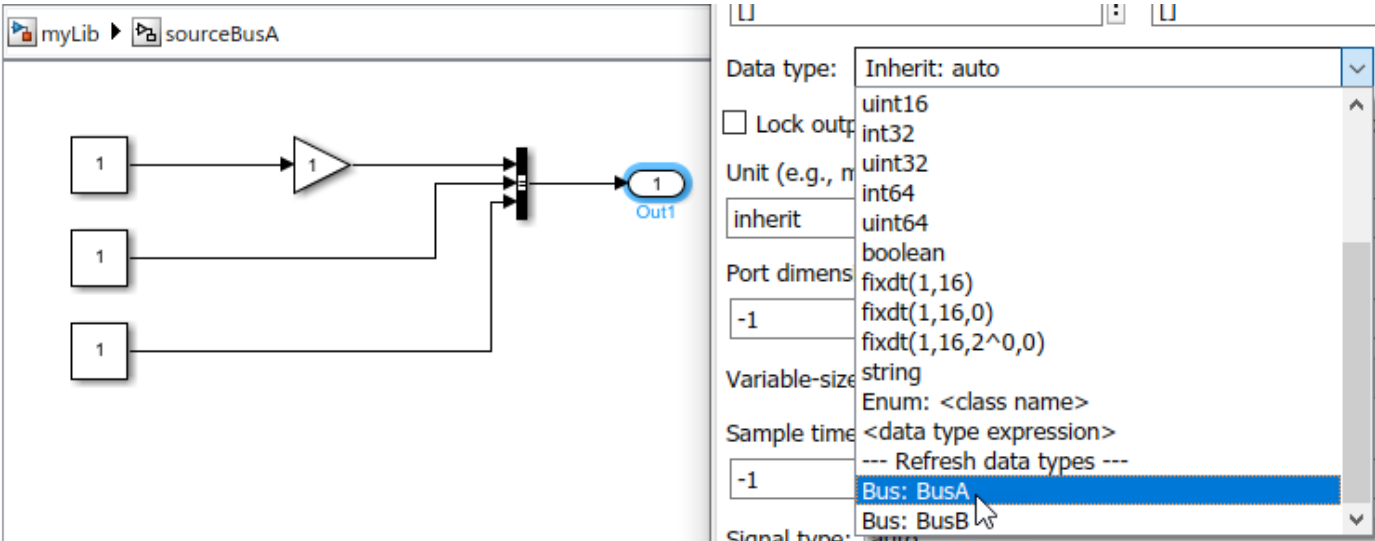 myLib sourceBusA
1
1
1
1
1
Out1
[]
:
[]
Data type: Inherit: auto
uint16
Lock outp
int32
uint32
Unit (e.g., m
int64
inherit
uint64
boolean
Port dimens
fixdt(1,16)
fixdt(1,16,0)
-1
fixdt(1,16,2^0,0)
Variable-size
string
Enum: <class name>
Sample time
<data type expression>
--- Refresh data types ---
-1
Bus: BusA
Bus: BusB
Signal type: auto